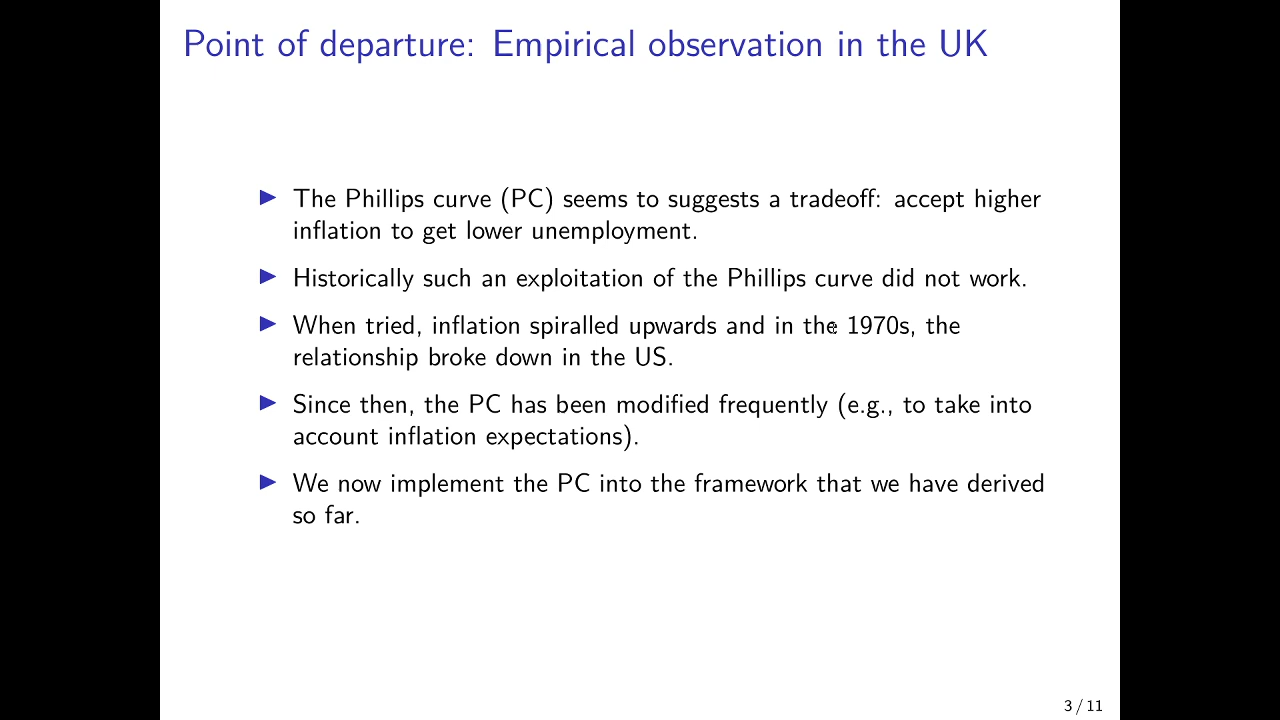 Point of departure: Empirical observation in the UK
The Phillips curve (PC) seems to suggests a tradeoff: accept higher
inflation to get lower unemployment.
Historically such an exploitation of the Phillips curve did not work.
When tried, inflation spiralled upwards and in the 1970s, the
relationship broke down in the US.
Since then, the PC has been modified frequently (e.g., to take into
account inflation expectations).
We now implement the PC into the framework that we have derived
so far.
3 / 11